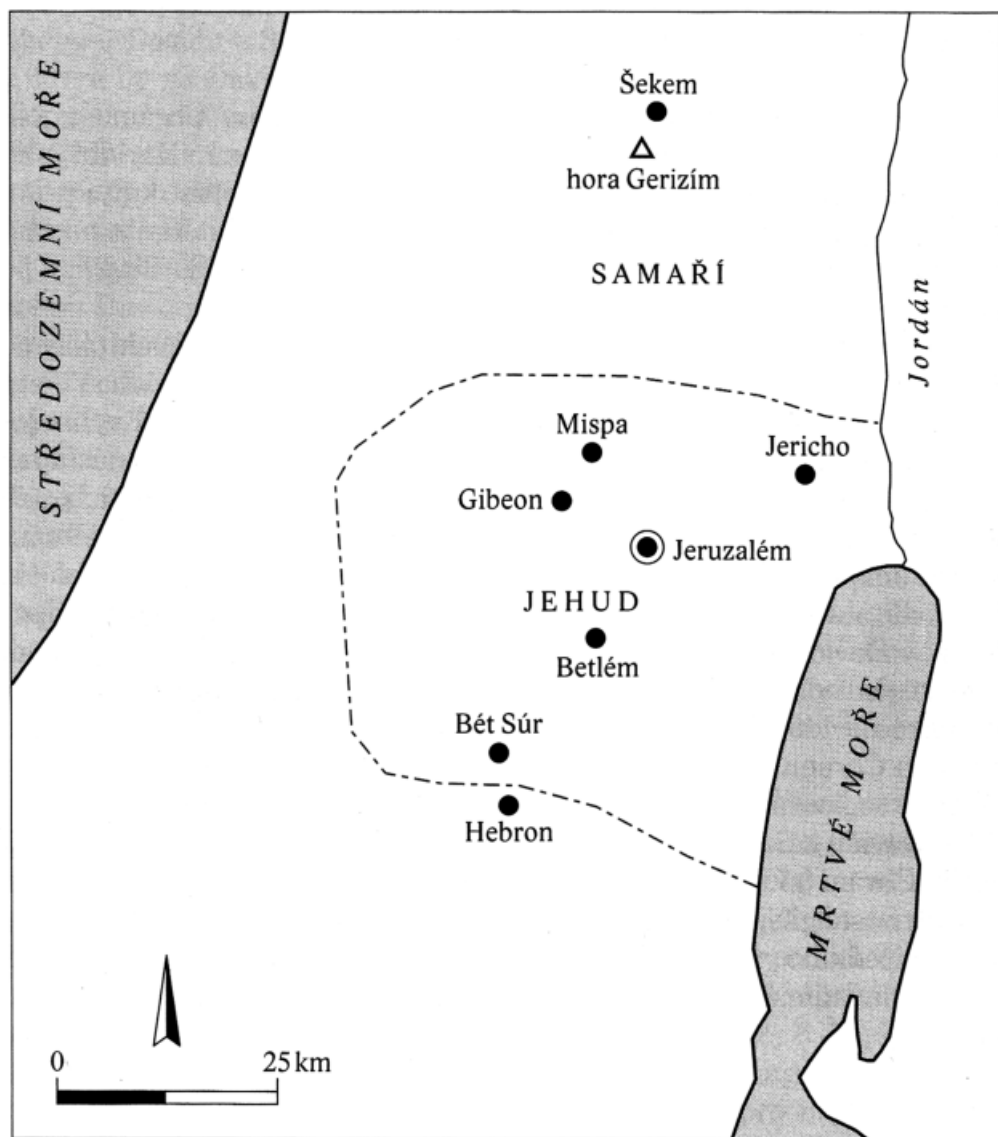 STŘEDOZEMNÍ MOŘE
Šekem
hora Gerizím
SAMAŘÍ
Jordán
Mispa
Jericho
Gibeon
Jeruzalém
JEHUD
Betlém
Bét Súr
Hebron
MRTVÉ MOŘE
0 25 km